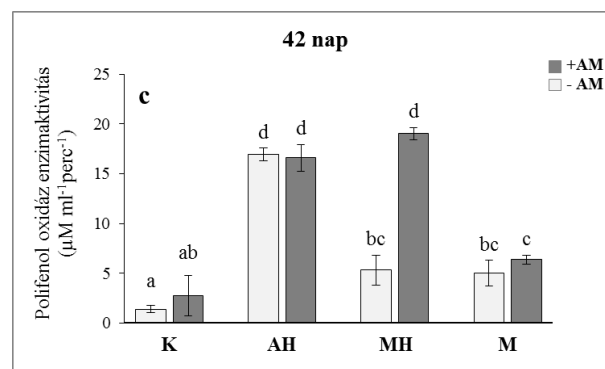 42 nap
+AM
- AM
c
Polifenol oxidáz enzimaktivitás
(µM ml⁻¹perc⁻¹)
25
20
15
10
5
0
a
ab
d
d
bc
d
bc
c
K
AH
MH
M